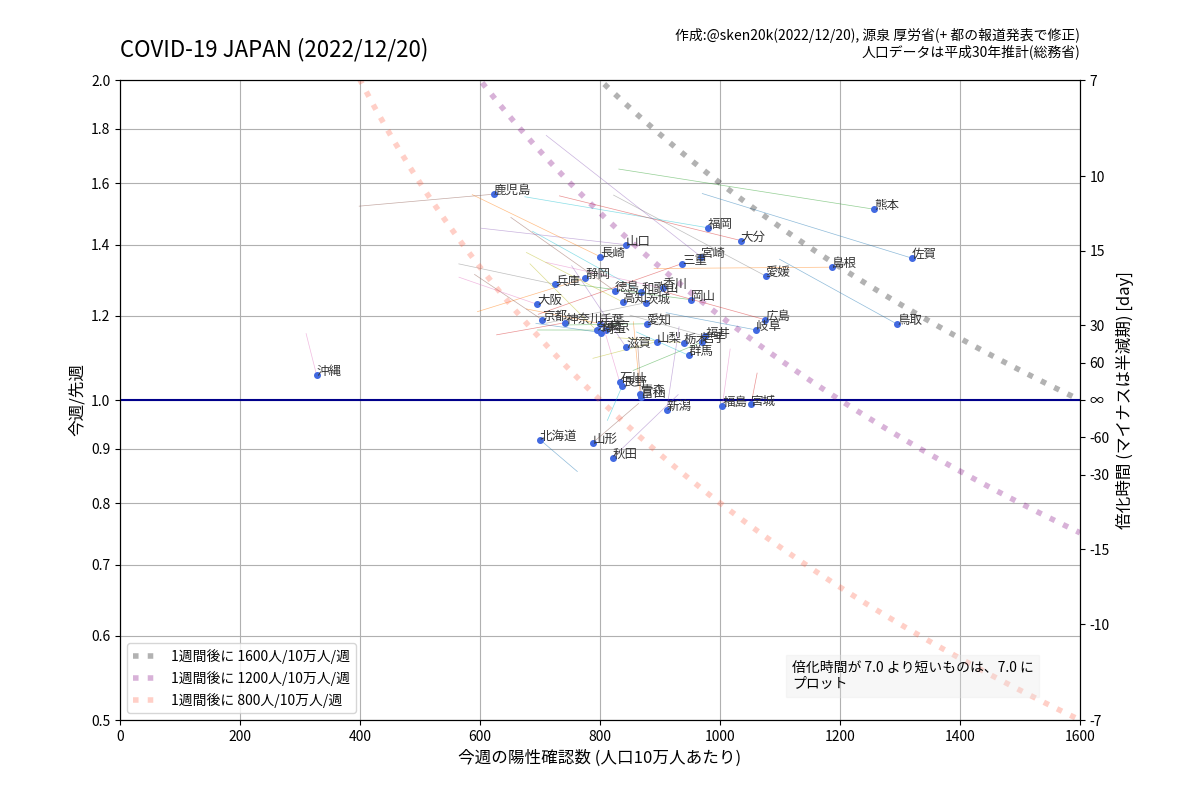 COVID-19 JAPAN (2022/12/20)
作成:@sken20k(2022/12/20), 源泉 厚労省(+ 都の報道発表で修正)
人口データは平成30年推計(総務省)
2.0
1.8
1.6
1.4
1.2
1.0
0.9
0.8
0.7
0.6
0.5
今週/先週
7
10
15
30
60
∞
-60
-30
-15
-10
-7
倍化時間 (マイナスは半減期) [day]
鹿児島
熊本
福岡
大分
山口
長崎
宮崎
三重
佐賀
島根
愛媛
静岡
兵庫
香川
徳島
和歌山
岡山
高知
茨城
大阪
京都
神奈川
千葉
愛知
広島
鳥取
岐阜
滋賀
山梨
栃木
岩手
福井
群馬
沖縄
石川
長野
青森
富山
新潟
福島
宮城
北海道
山形
秋田
1週間後に 1600人/10万人/週
1週間後に 1200人/10万人/週
1週間後に 800人/10万人/週
倍化時間が 7.0 より短いものは、7.0 に
プロット
0 200 400 600 800 1000 1200 1400 1600
今週の陽性確認数 (人口10万人あたり)